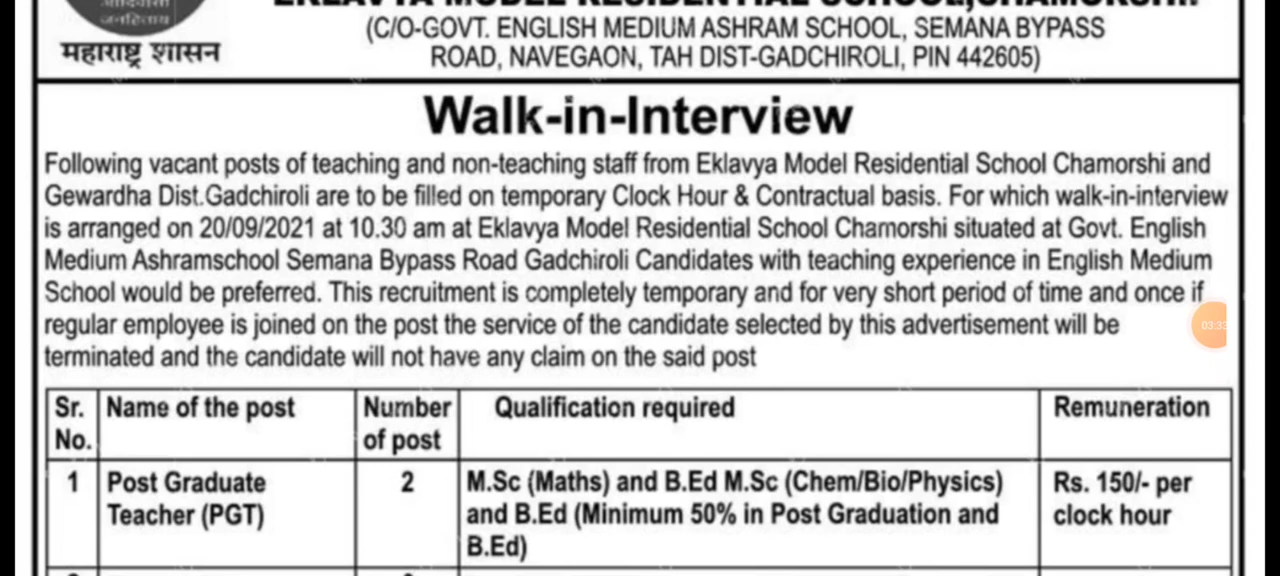 आदिवासी
जनहिताय
महाराष्ट्र शासन
EKLAVYA MODEL RESIDENTIAL SCHOOL,CHAMORSHI.
(C/O-GOVT. ENGLISH MEDIUM ASHRAM SCHOOL, SEMANA BYPASS
ROAD, NAVEGAON, TAH DIST-GADCHIROLI, PIN 442605)
Walk-in-Interview
Following vacant posts of teaching and non-teaching staff from Eklavya Model Residential School Chamorshi and
Gewardha Dist.Gadchiroli are to be filled on temporary Clock Hour & Contractual basis. For which walk-in-interview
is arranged on 20/09/2021 at 10.30 am at Eklavya Model Residential School Chamorshi situated at Govt. English
Medium Ashramschool Semana Bypass Road Gadchiroli Candidates with teaching experience in English Medium
School would be preferred. This recruitment is completely temporary and for very short period of time and once if
regular employee is joined on the post the service of the candidate selected by this advertisement will be
terminated and the candidate will not have any claim on the said post
03:33
Sr. No.
Name of the post
Number of post
Qualification required
Remuneration
1
Post Graduate
Teacher (PGT)
2
M.Sc (Maths) and B.Ed M.Sc (Chem/Bio/Physics)
and B.Ed (Minimum 50% in Post Graduation and
B.Ed)
Rs. 150/- per
clock hour